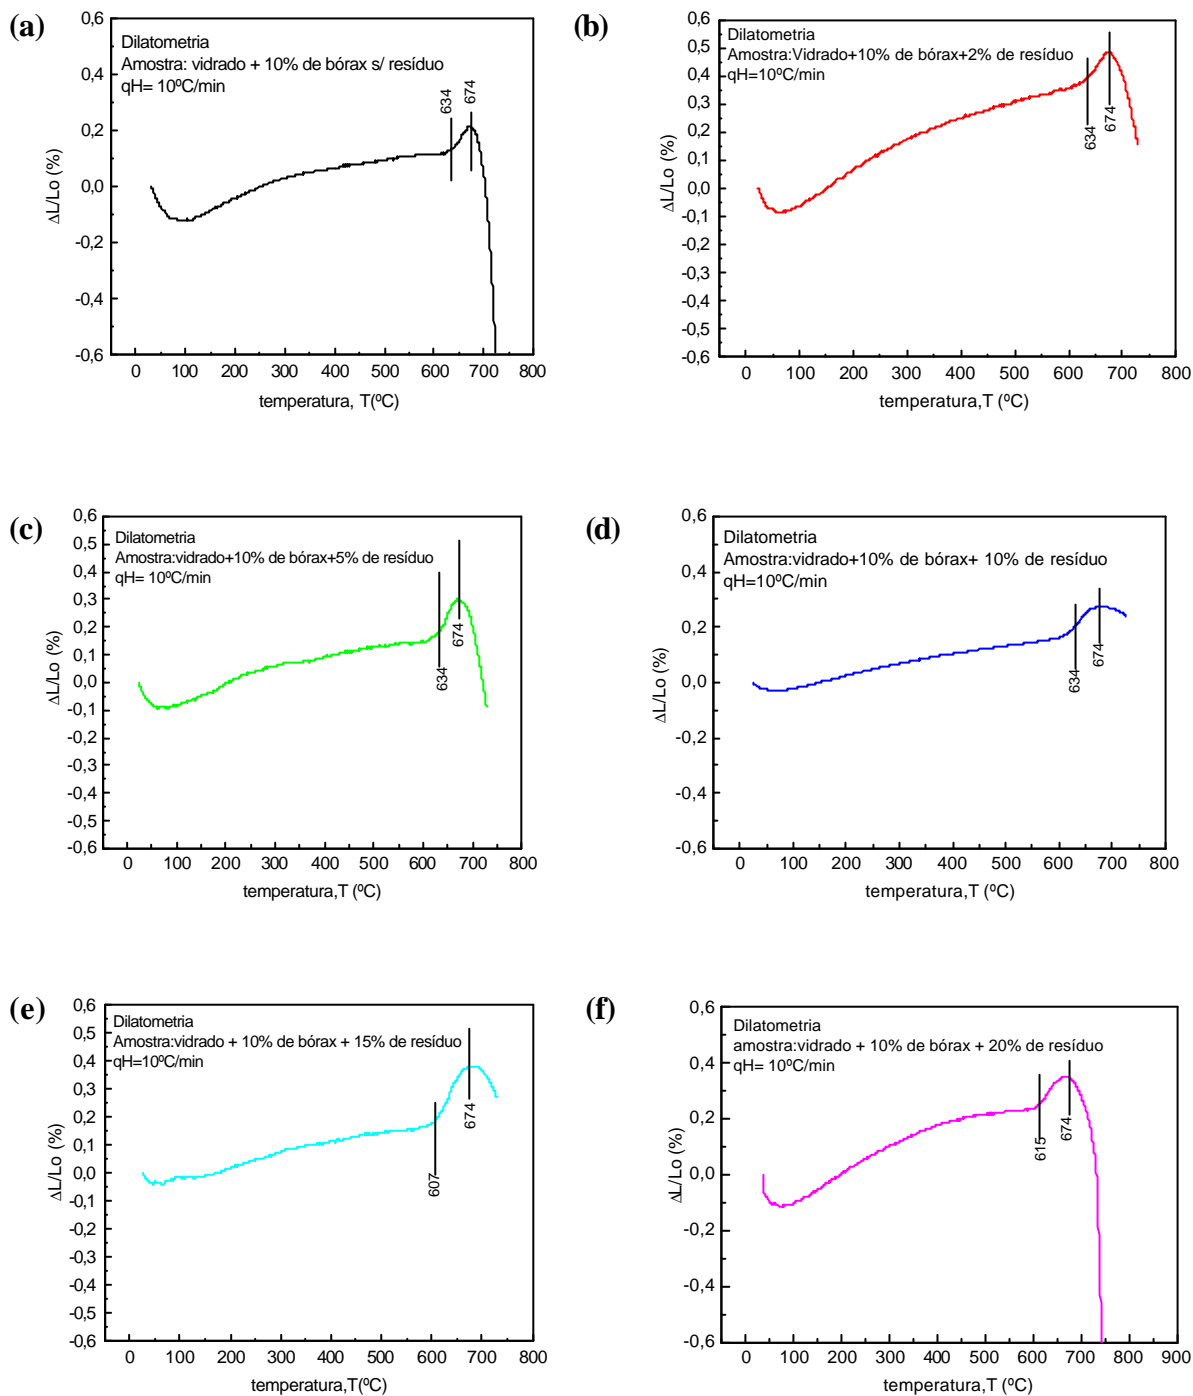 (a)
Dilatometria
Amostra: vidrado + 10% de bórax s/ resíduo
qH= 10ºC/min
634
674
0,6
0,4
0,2
0,0
-0,2
-0,4
-0,6
ΔL/Lo (%)
0 100 200 300 400 500 600 700 800
temperatura, T(ºC)
(b)
Dilatometria
Amostra:Vidrado+10% de bórax+2% de resíduo
qH=10ºC/min
634
674
0,6
0,5
0,4
0,3
0,2
0,1
0,0
-0,1
-0,2
-0,3
-0,4
-0,5
-0,6
ΔL/Lo (%)
0 100 200 300 400 500 600 700 800
temperatura,T (ºC)
(c)
Dilatometria
Amostra:vidrado+10% de bórax+5% de resíduo
qH= 10ºC/min
634
674
0,6
0,5
0,4
0,3
0,2
0,1
0,0
-0,1
-0,2
-0,3
-0,4
-0,5
-0,6
ΔL/Lo (%)
0 100 200 300 400 500 600 700 800
temperatura,T (ºC)
(d)
Dilatometria
Amostra:vidrado+10% de bórax+ 10% de resíduo
qH=10ºC/min
634
674
0,6
0,5
0,4
0,3
0,2
0,1
0,0
-0,1
-0,2
-0,3
-0,4
-0,5
-0,6
ΔL/Lo (%)
0 100 200 300 400 500 600 700 800
temperatura,T (ºC)
(e)
Dilatometria
Amostra:vidrado + 10% de bórax + 15% de resíduo
qH=10ºC/min
607
674
0,6
0,5
0,4
0,3
0,2
0,1
0,0
-0,1
-0,2
-0,3
-0,4
-0,5
-0,6
ΔL/Lo (%)
0 100 200 300 400 500 600 700 800
temperatura,T(ºC)
(f)
Dilatometria
amostra:vidrado + 10% de bórax + 20% de resíduo
qH= 10ºC/min
615
674
0,6
0,4
0,2
0,0
-0,2
-0,4
-0,6
ΔL/Lo (%)
0 100 200 300 400 500 600 700 800 900
temperatura,T (ºC)